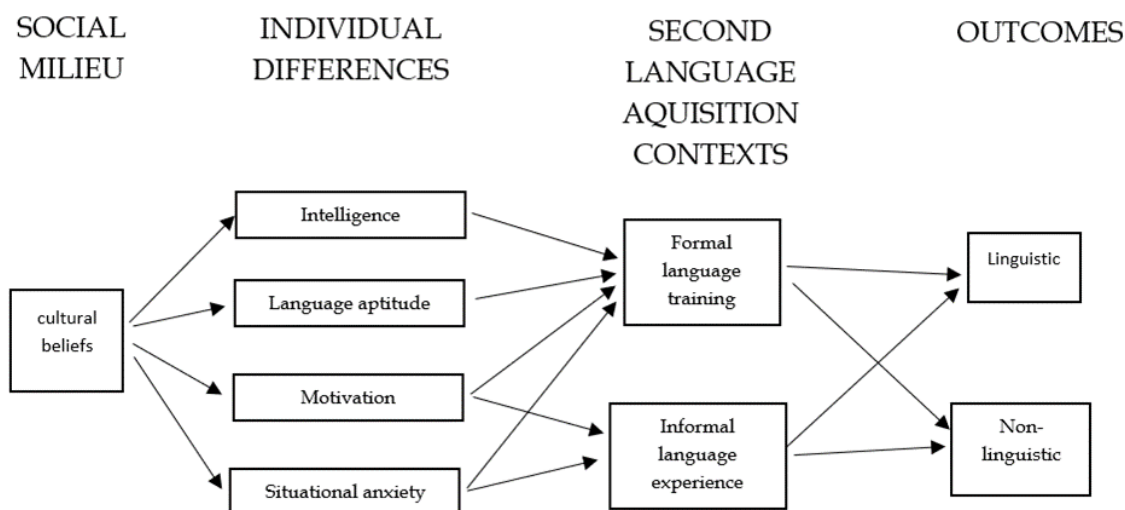 SOCIAL
MILIEU
INDIVIDUAL
DIFFERENCES
SECOND
LANGUAGE
AQUISITION
CONTEXTS
OUTCOMES
cultural
beliefs
Intelligence
Language aptitude
Motivation
Situational anxiety
Formal
language
training
Informal
language
experience
Linguistic
Non-
linguistic